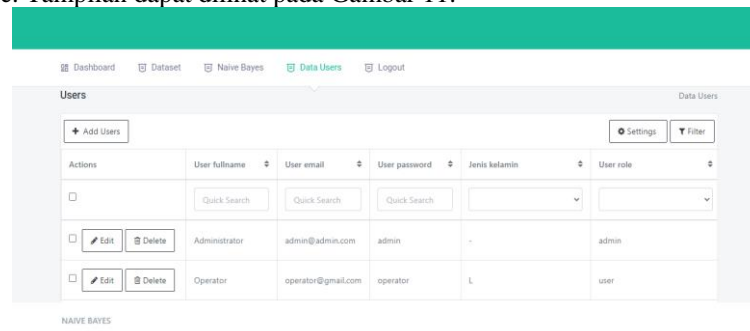 e. Tampilan dapat dilihat pada Gambar 11.
Dashboard Dataset Naive Bayes Data Users Logout
Users Data Users
+ Add Users Settings Filter
Actions User fullname User email User password Jenis kelamin User role
Quick Search Quick Search Quick Search
Edit Delete Administrator admin@admin.com admin - admin
Edit Delete Operator operator@gmail.com operator L user
NAIVE BAYES